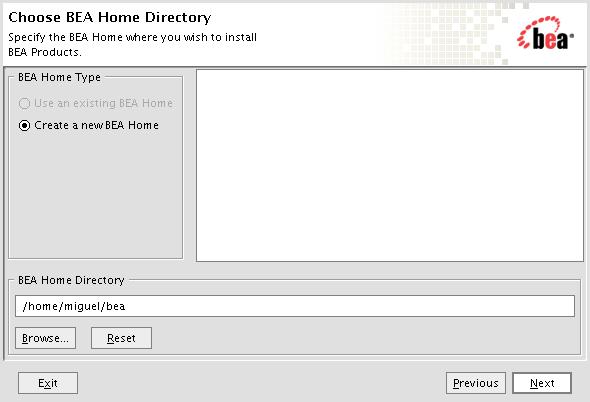 Choose BEA Home Directory
Specify the BEA Home where you wish to install
BEA Products.
bea
BEA Home Type
Use an existing BEA Home
Create a new BEA Home
BEA Home Directory
/home/miguel/bea
Browse...
Reset
Exit
Previous
Next